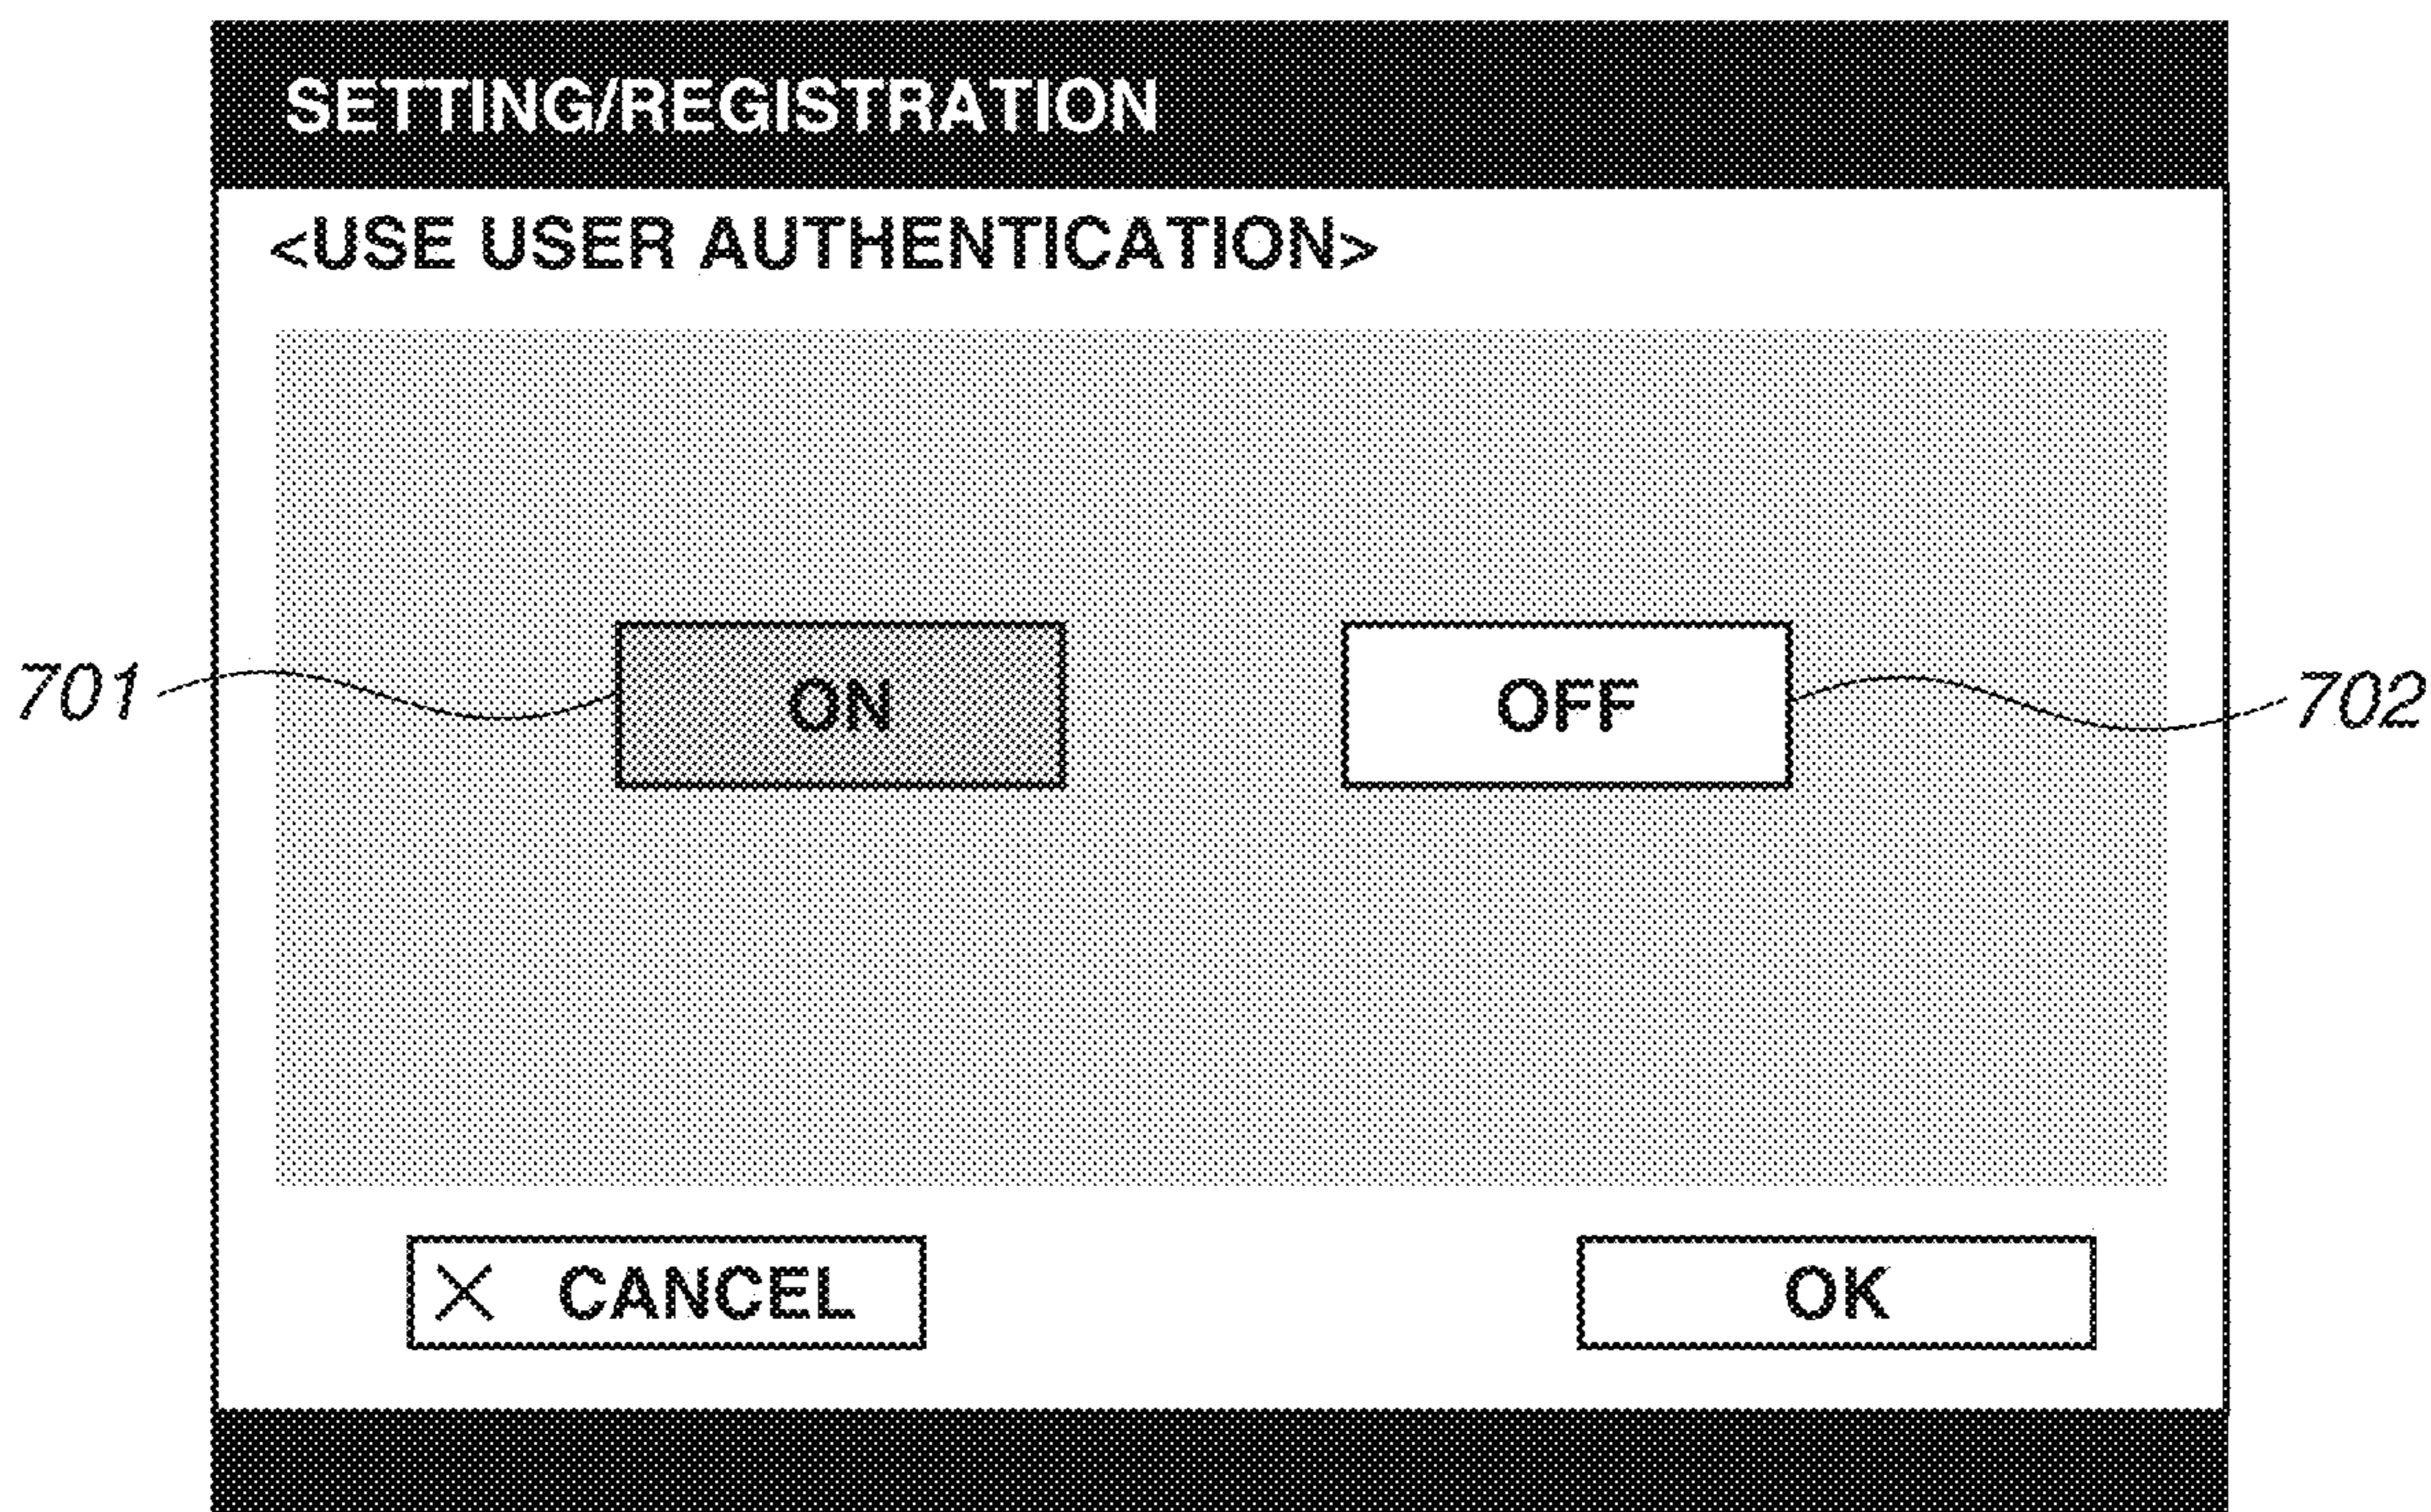 SETTING/REGISTRATION
<USE USER AUTHENTICATION>
701 ON OFF 702
X CANCEL OK